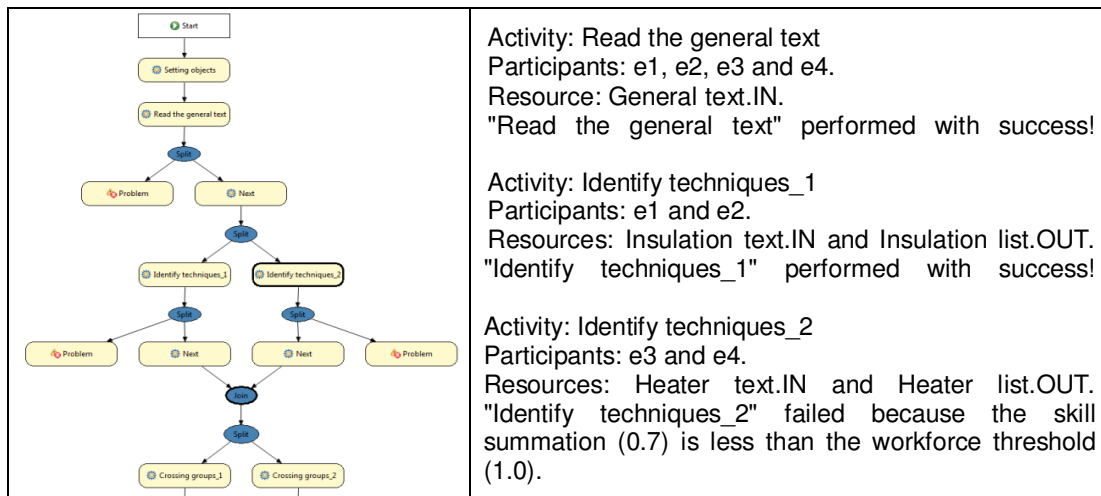 Start
Setting objects
Read the general text
Split
Problem
Next
Split
Identify techniques_1
Identify techniques_2
Split
Split
Problem
Next
Next
Problem
Join
Split
Crossing groups_1
Crossing groups_2
Activity: Read the general text
Participants: e1, e2, e3 and e4.
Resource: General text.IN.
"Read the general text" performed with success!
Activity: Identify techniques_1
Participants: e1 and e2.
Resources: Insulation text.IN and Insulation list.OUT.
"Identify techniques_1" performed with success!
Activity: Identify techniques_2
Participants: e3 and e4.
Resources: Heater text.IN and Heater list.OUT.
"Identify techniques_2" failed because the skill
summation (0.7) is less than the workforce threshold
(1.0).